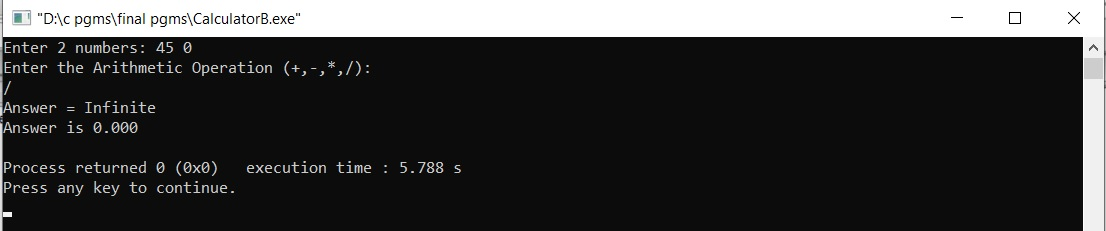 "D:\c pgms\final pgms\CalculatorB.exe"
Enter 2 numbers: 45 0
Enter the Arithmetic Operation (+,-,*,/):
/
Answer = Infinite
Answer is 0.000
Process returned 0 (0x0)   execution time : 5.788 s
Press any key to continue.